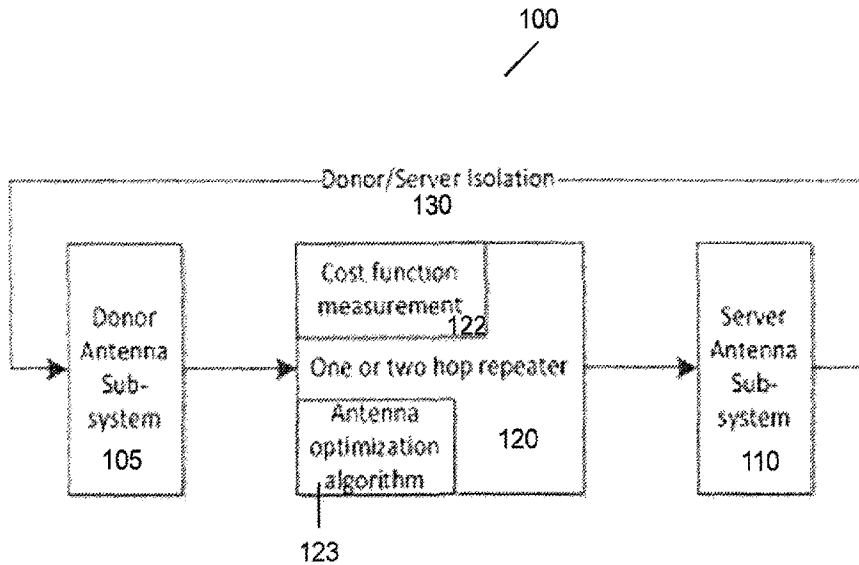 100
Donor/Server Isolation
130
Donor
Antenna
Sub-
system
105
Cost function
measurement
122
One or two hop repeater
120
Antenna
optimization
algorithm
123
Server
Antenna
Sub-
system
110